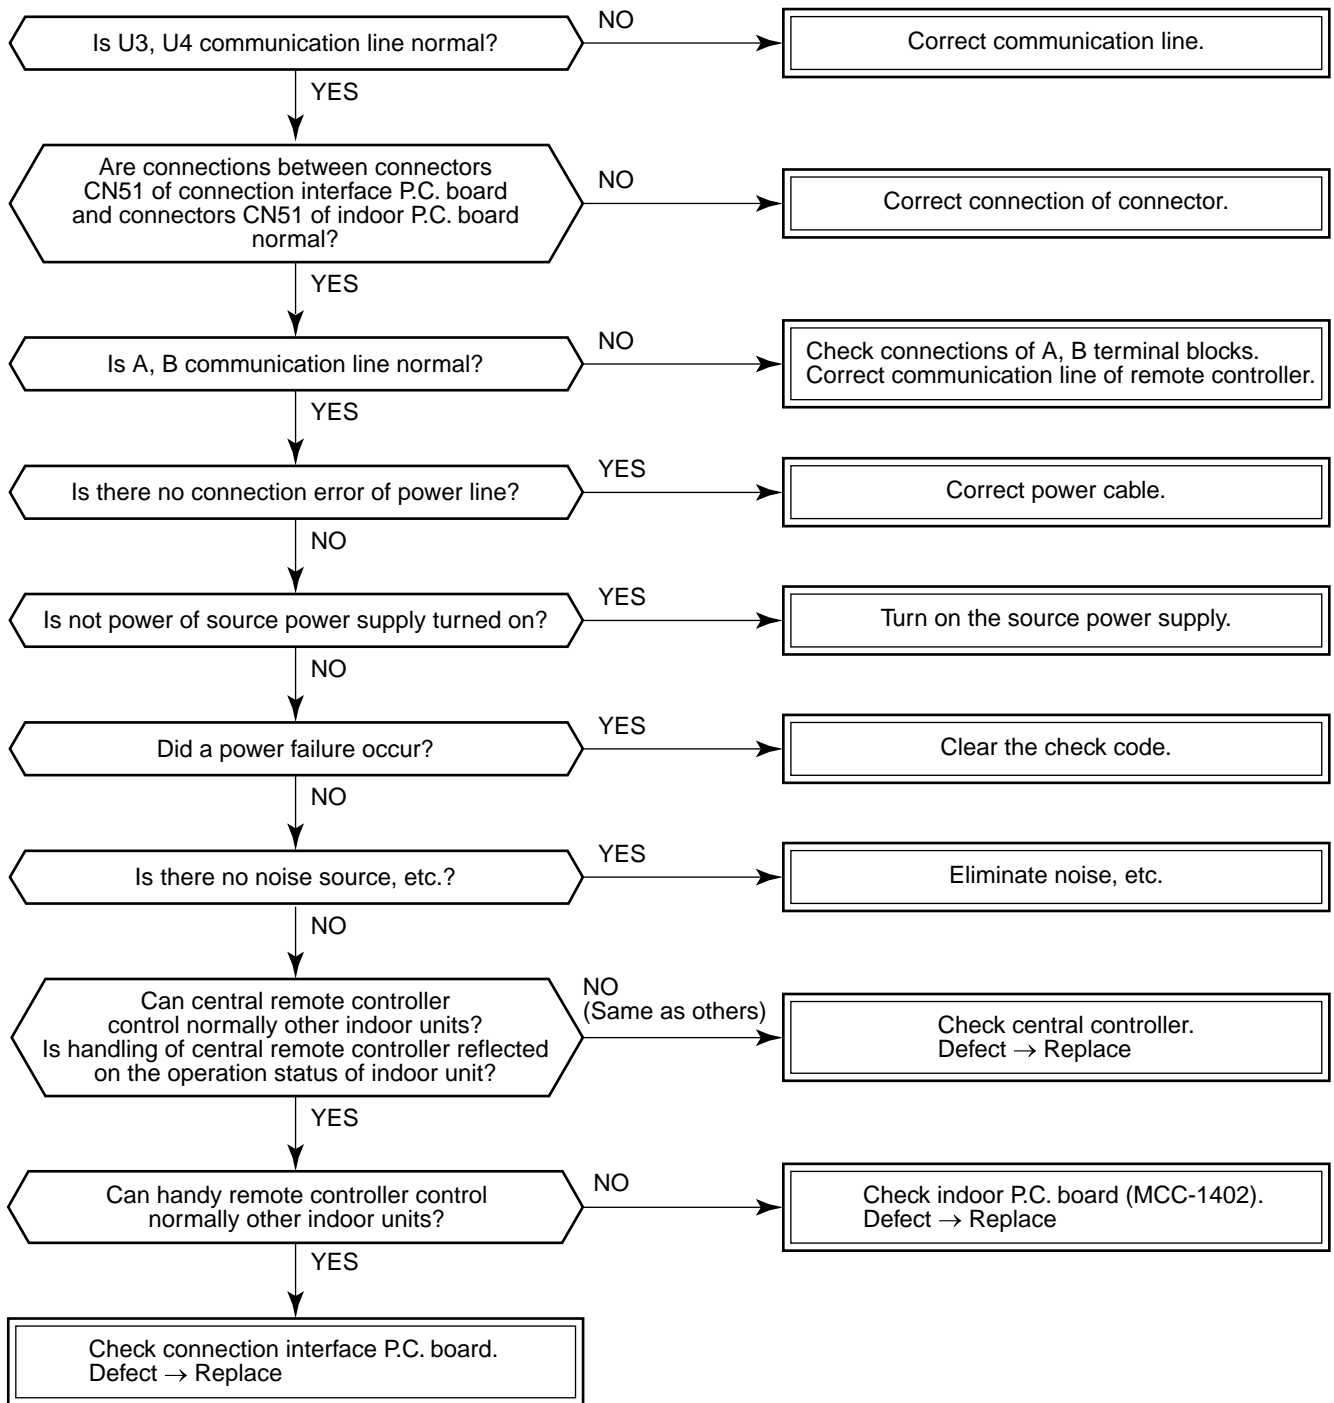 Is U3, U4 communication line normal?
NO
Correct communication line.
YES
Are connections between connectors
CN51 of connection interface P.C. board
and connectors CN51 of indoor P.C. board
normal?
NO
Correct connection of connector.
YES
Is A, B communication line normal?
NO
Check connections of A, B terminal blocks.
Correct communication line of remote controller.
YES
Is there no connection error of power line?
YES
Correct power cable.
NO
Is not power of source power supply turned on?
YES
Turn on the source power supply.
NO
Did a power failure occur?
YES
Clear the check code.
NO
Is there no noise source, etc.?
YES
Eliminate noise, etc.
NO
Can central remote controller
control normally other indoor units?
Is handling of central remote controller reflected
on the operation status of indoor unit?
NO
(Same as others)
Check central controller.
Defect → Replace
YES
Can handy remote controller control
normally other indoor units?
NO
Check indoor P.C. board (MCC-1402).
Defect → Replace
YES
Check connection interface P.C. board.
Defect → Replace